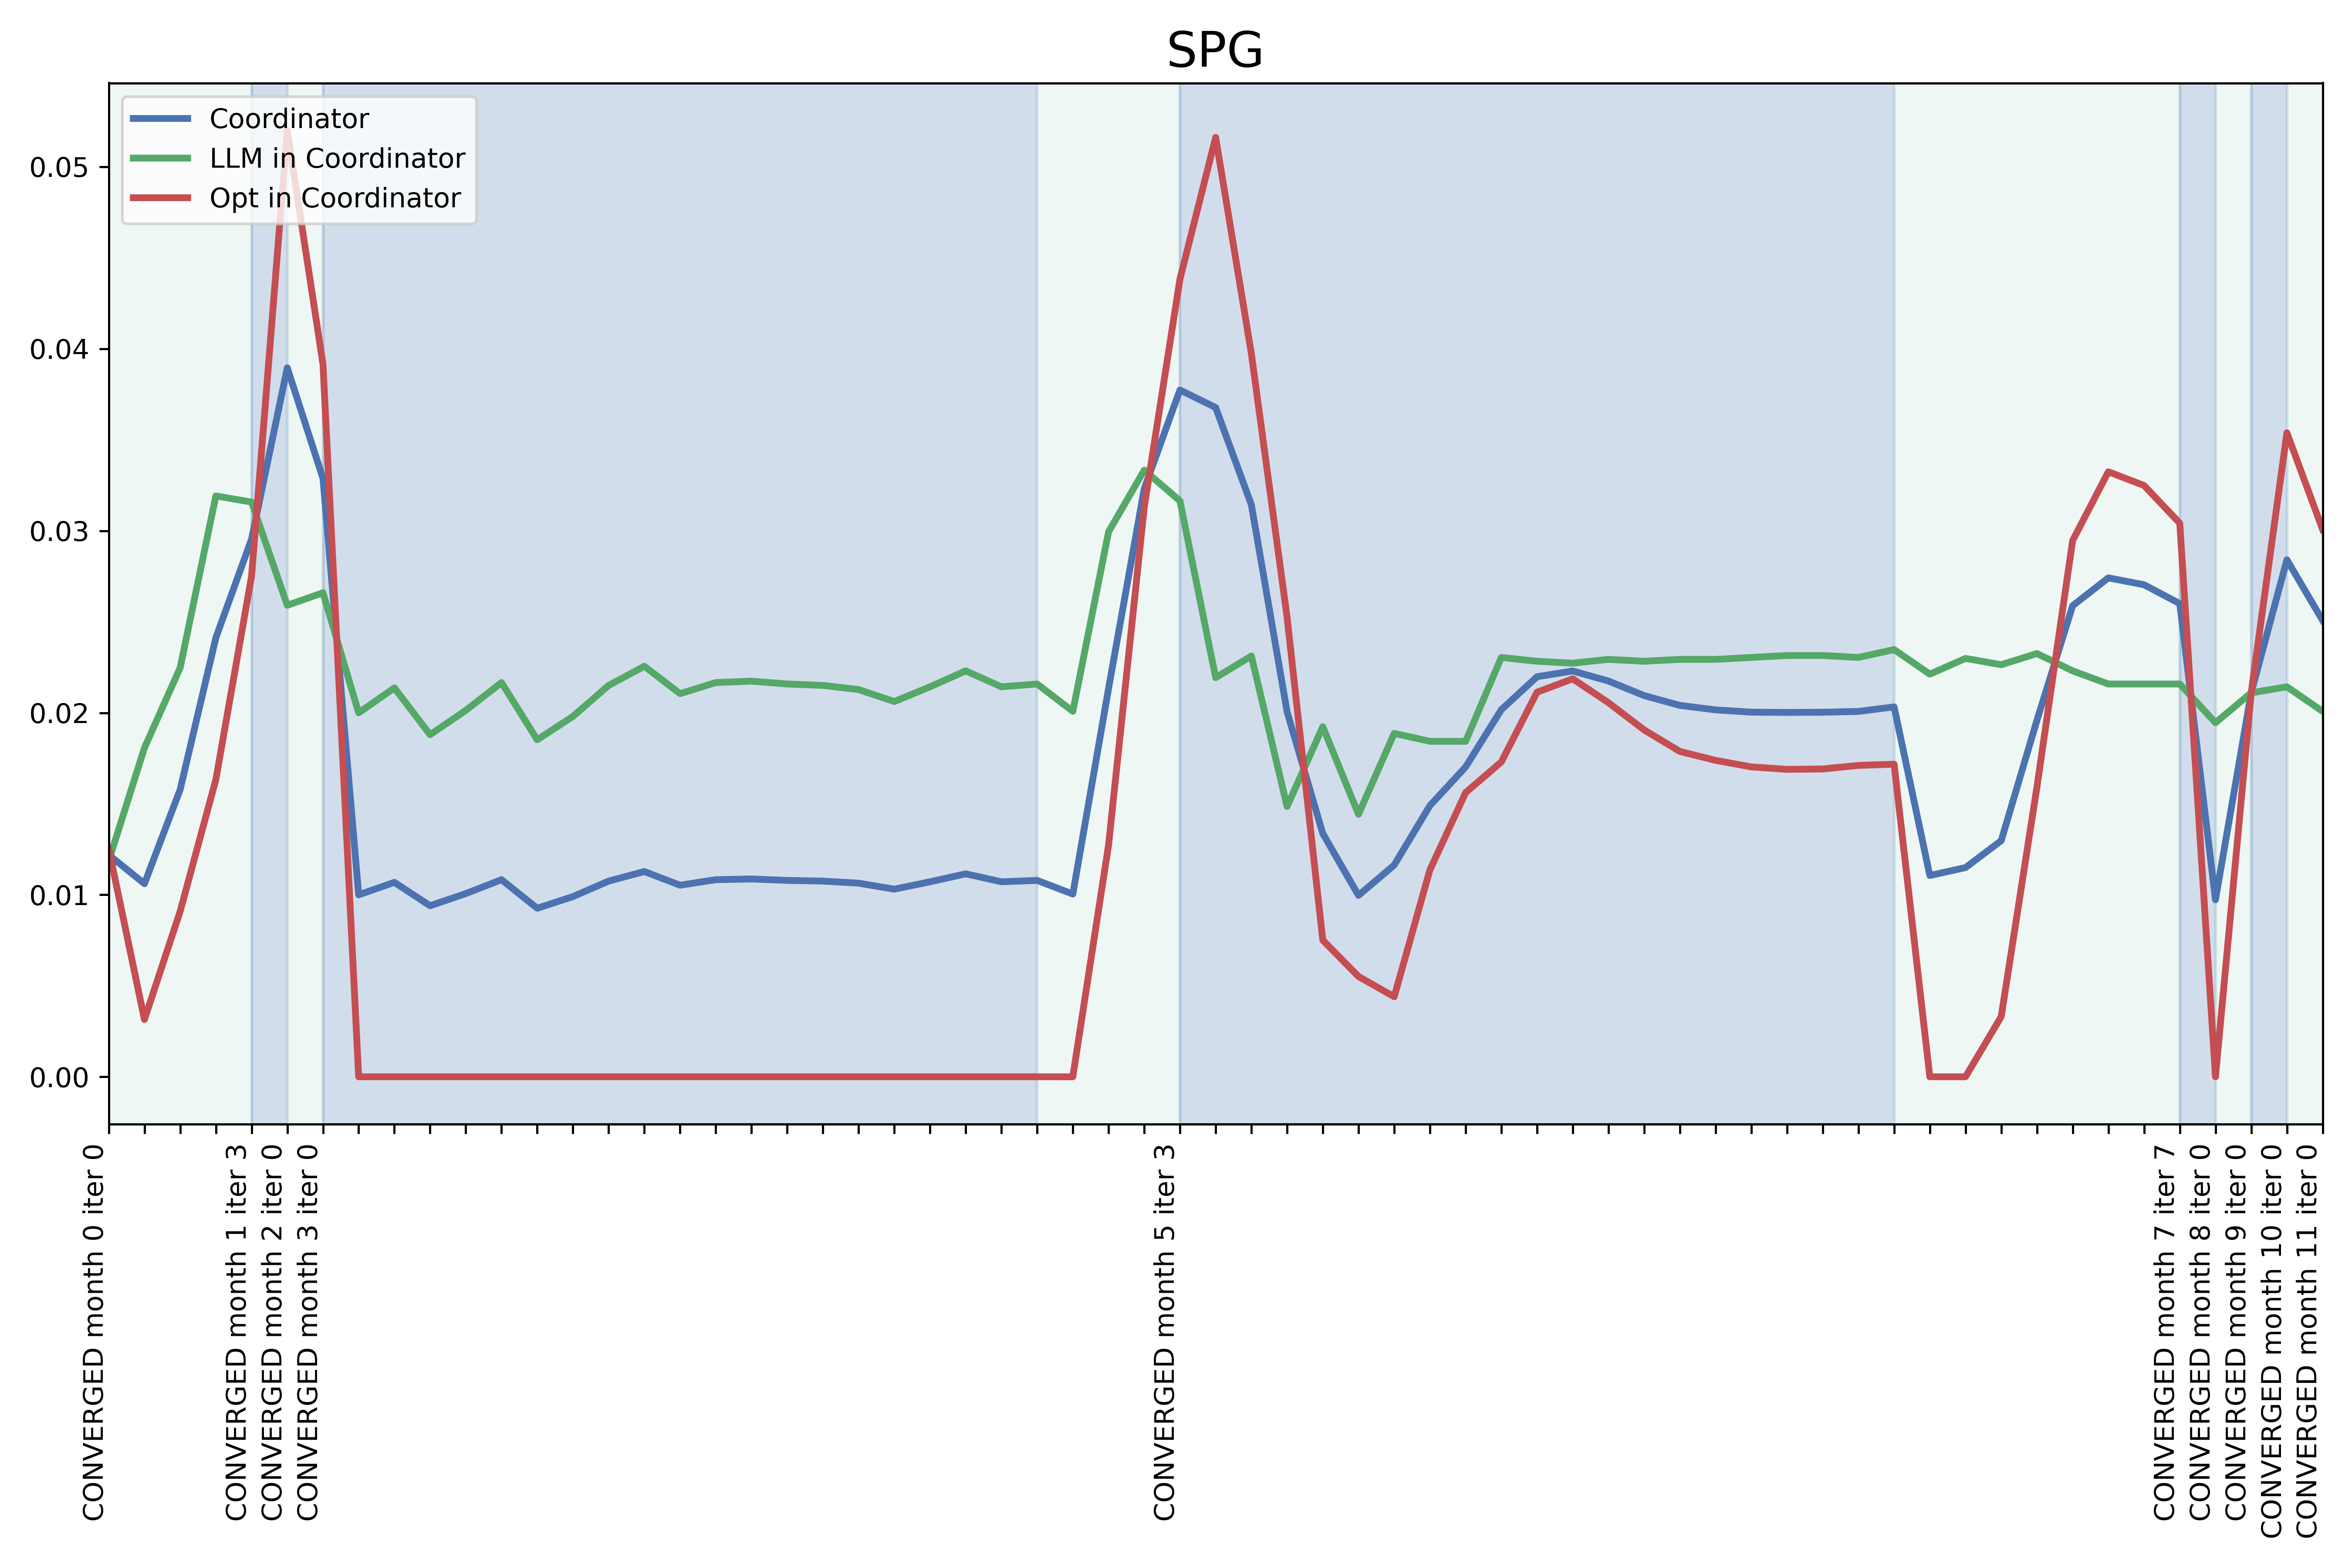 SPG
Coordinator
LLM in Coordinator
Opt in Coordinator
0.05
0.04
0.03
0.02
0.01
0.00
CONVERGED month 0 iter 0
CONVERGED month 1 iter 3
CONVERGED month 2 iter 0
CONVERGED month 3 iter 0
CONVERGED month 5 iter 3
CONVERGED month 7 iter 7
CONVERGED month 8 iter 0
CONVERGED month 9 iter 0
CONVERGED month 10 iter 0
CONVERGED month 11 iter 0